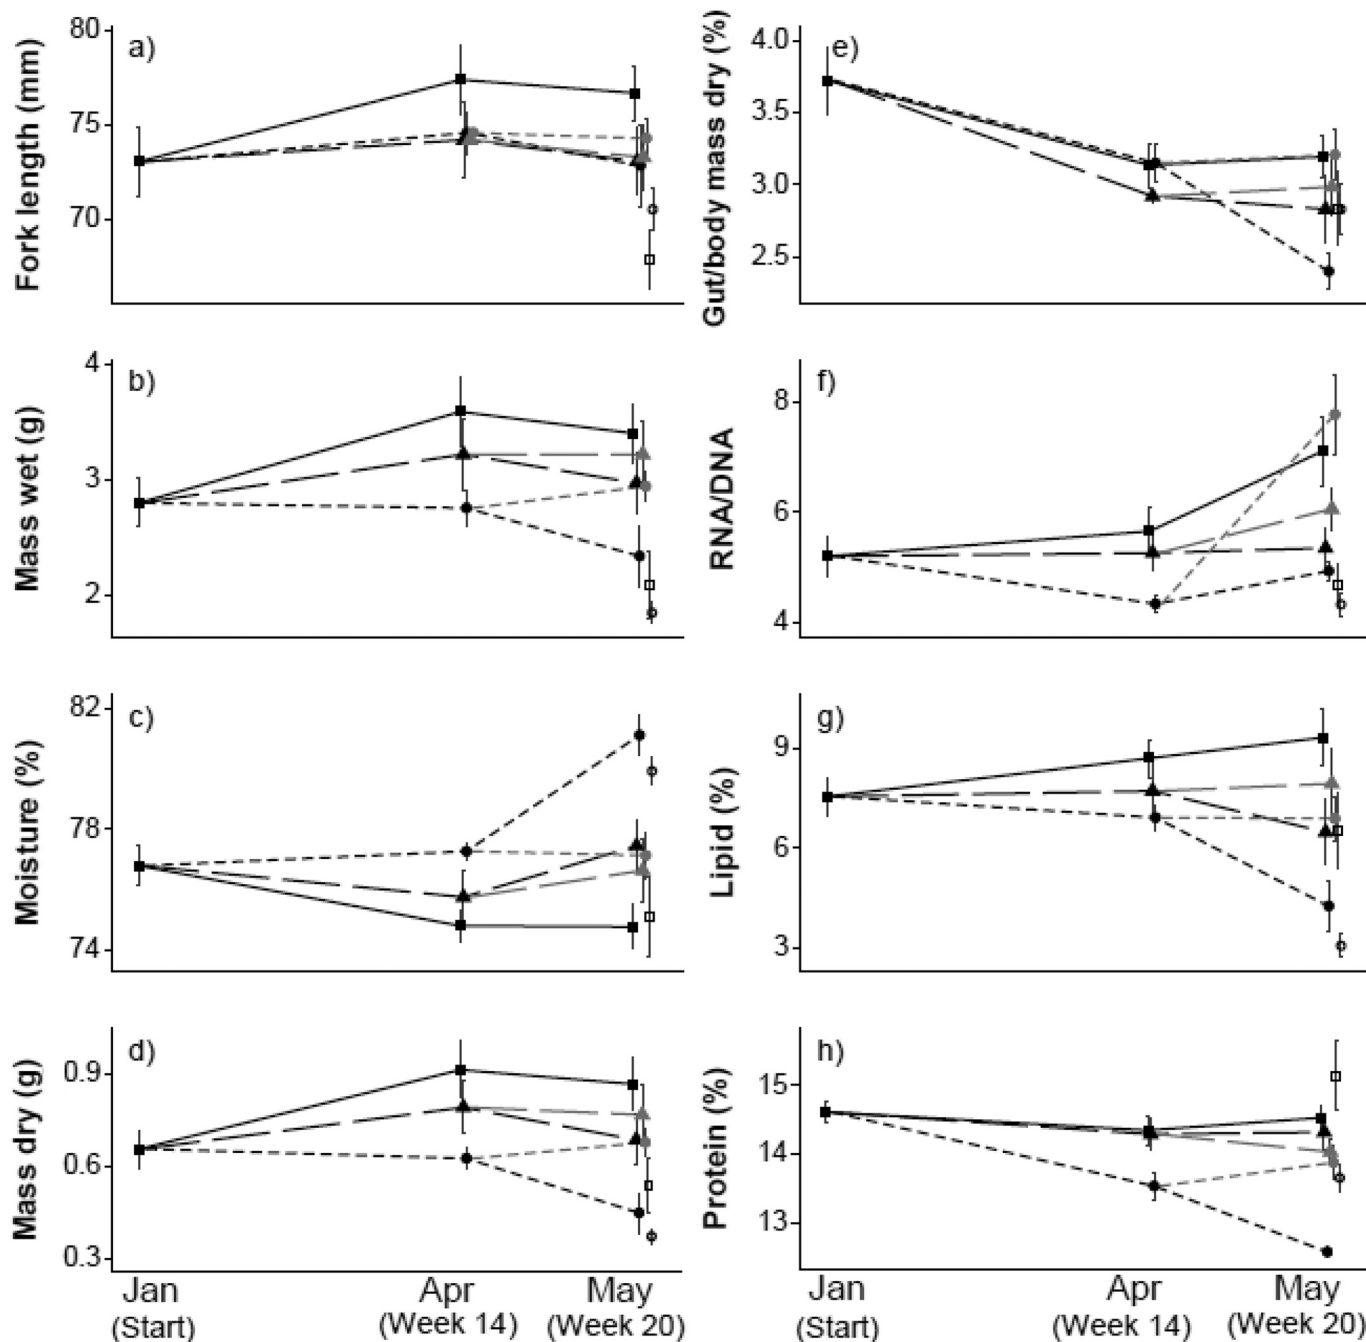 a)
80
75
70
Fork length (mm)
b)
4
3
2
Mass wet (g)
c)
82
78
74
Moisture (%)
d)
0.9
0.6
0.3
Mass dry (g)
Jan
(Start)
Apr
(Week 14)
May
(Week 20)
e)
4.0
3.5
3.0
2.5
Gut/body mass dry (%)
f)
8
6
4
RNA/DNA
g)
9
6
3
Lipid (%)
h)
15
14
13
Protein (%)
Jan
(Start)
Apr
(Week 14)
May
(Week 20)